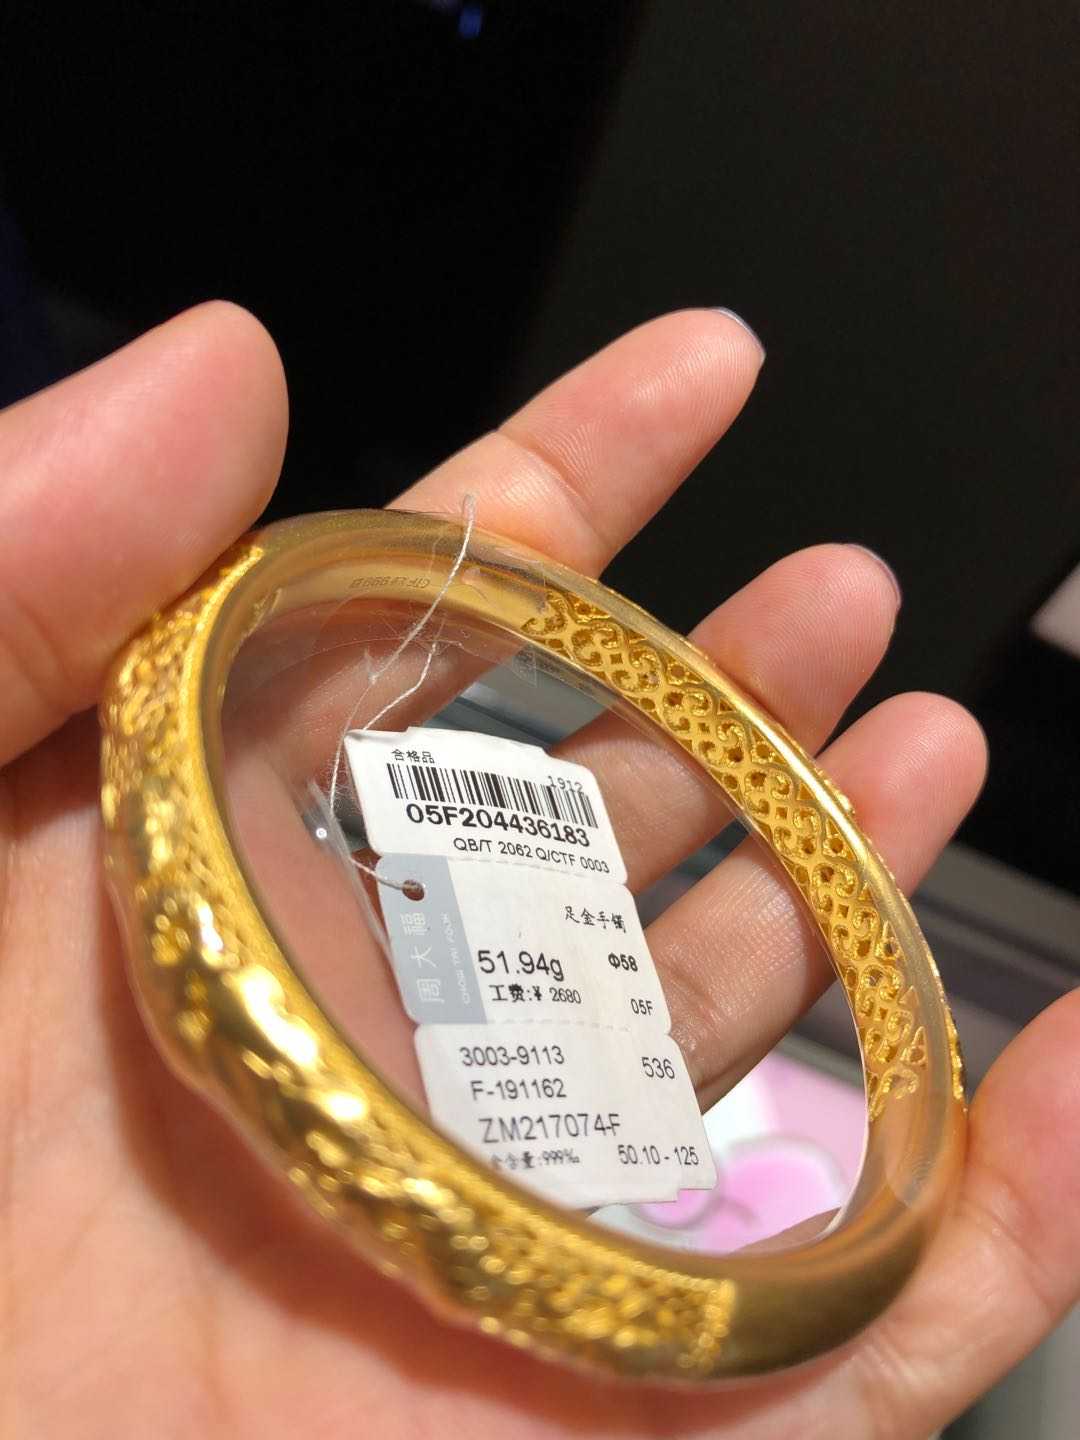 合格品
1912
05F204436183
QB/T 2062 Q/CTF 0003
周大福
CHOW TAI FOOK
足金手镯
51.94g Φ58
工费:¥ 2680 05F
3003-9113 536
F-191162
ZM217074-F
含量:999‰ 50.10-125
CTF